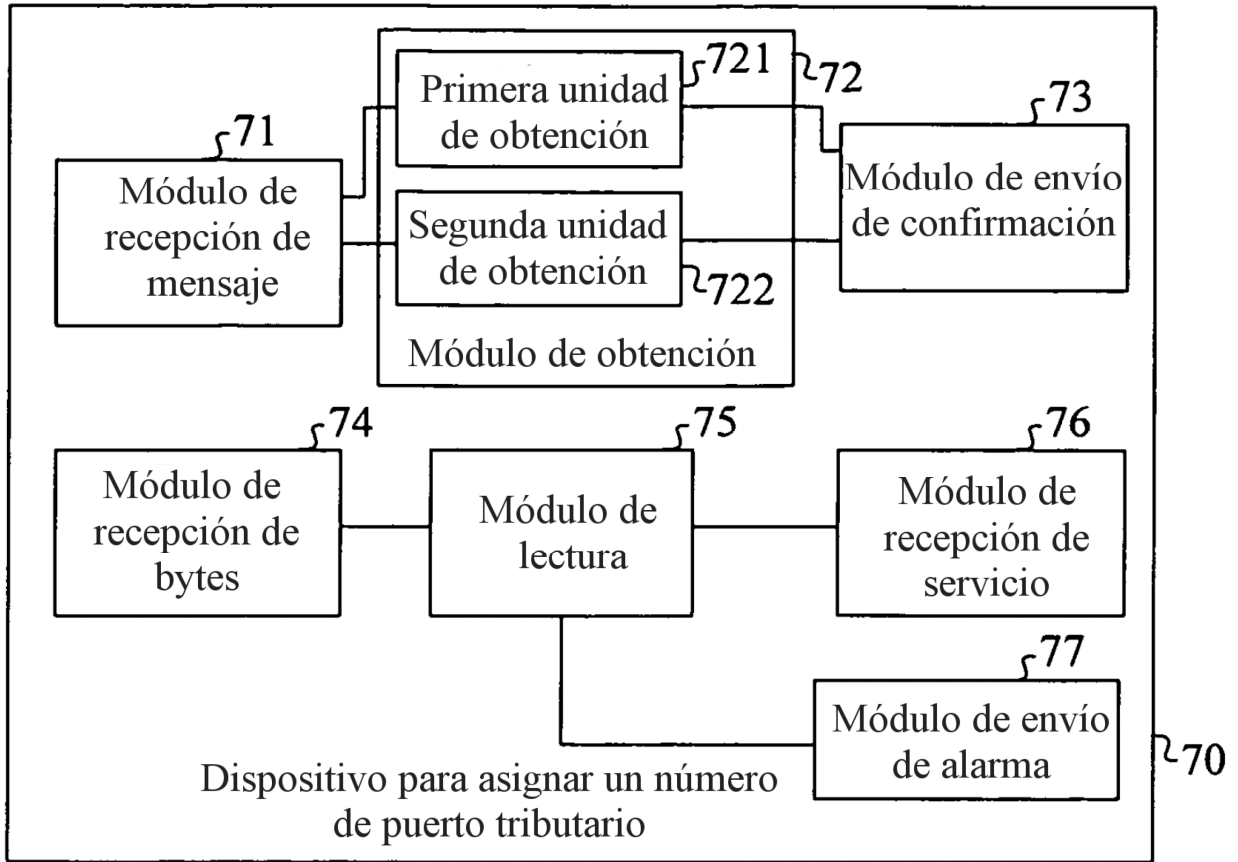 721
Primera unidad
de obtención
72
73
71
Módulo de
recepción de
mensaje
Segunda unidad
de obtención
722
Módulo de envío
de confirmación
Módulo de obtención
74
Módulo de
recepción de
bytes
75
Módulo de
lectura
76
Módulo de
recepción de
servicio
77
Módulo de envío
de alarma
70
Dispositivo para asignar un número
de puerto tributario